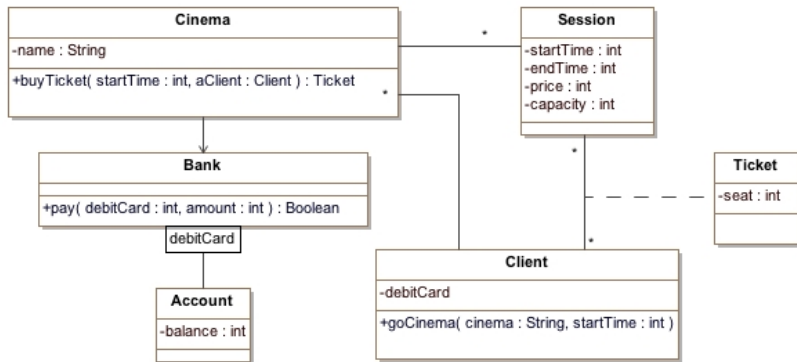 Cinema
-name : String
+buyTicket( startTime : int, aClient : Client ) : Ticket
*
*
Session
-startTime : int
-endTime : int
-price : int
-capacity : int
*
*
Bank
+pay( debitCard : int, amount : int ) : Boolean
debitCard
Ticket
-seat : int
Client
-debitCard
+goCinema( cinema : String, startTime : int )
Account
-balance : int